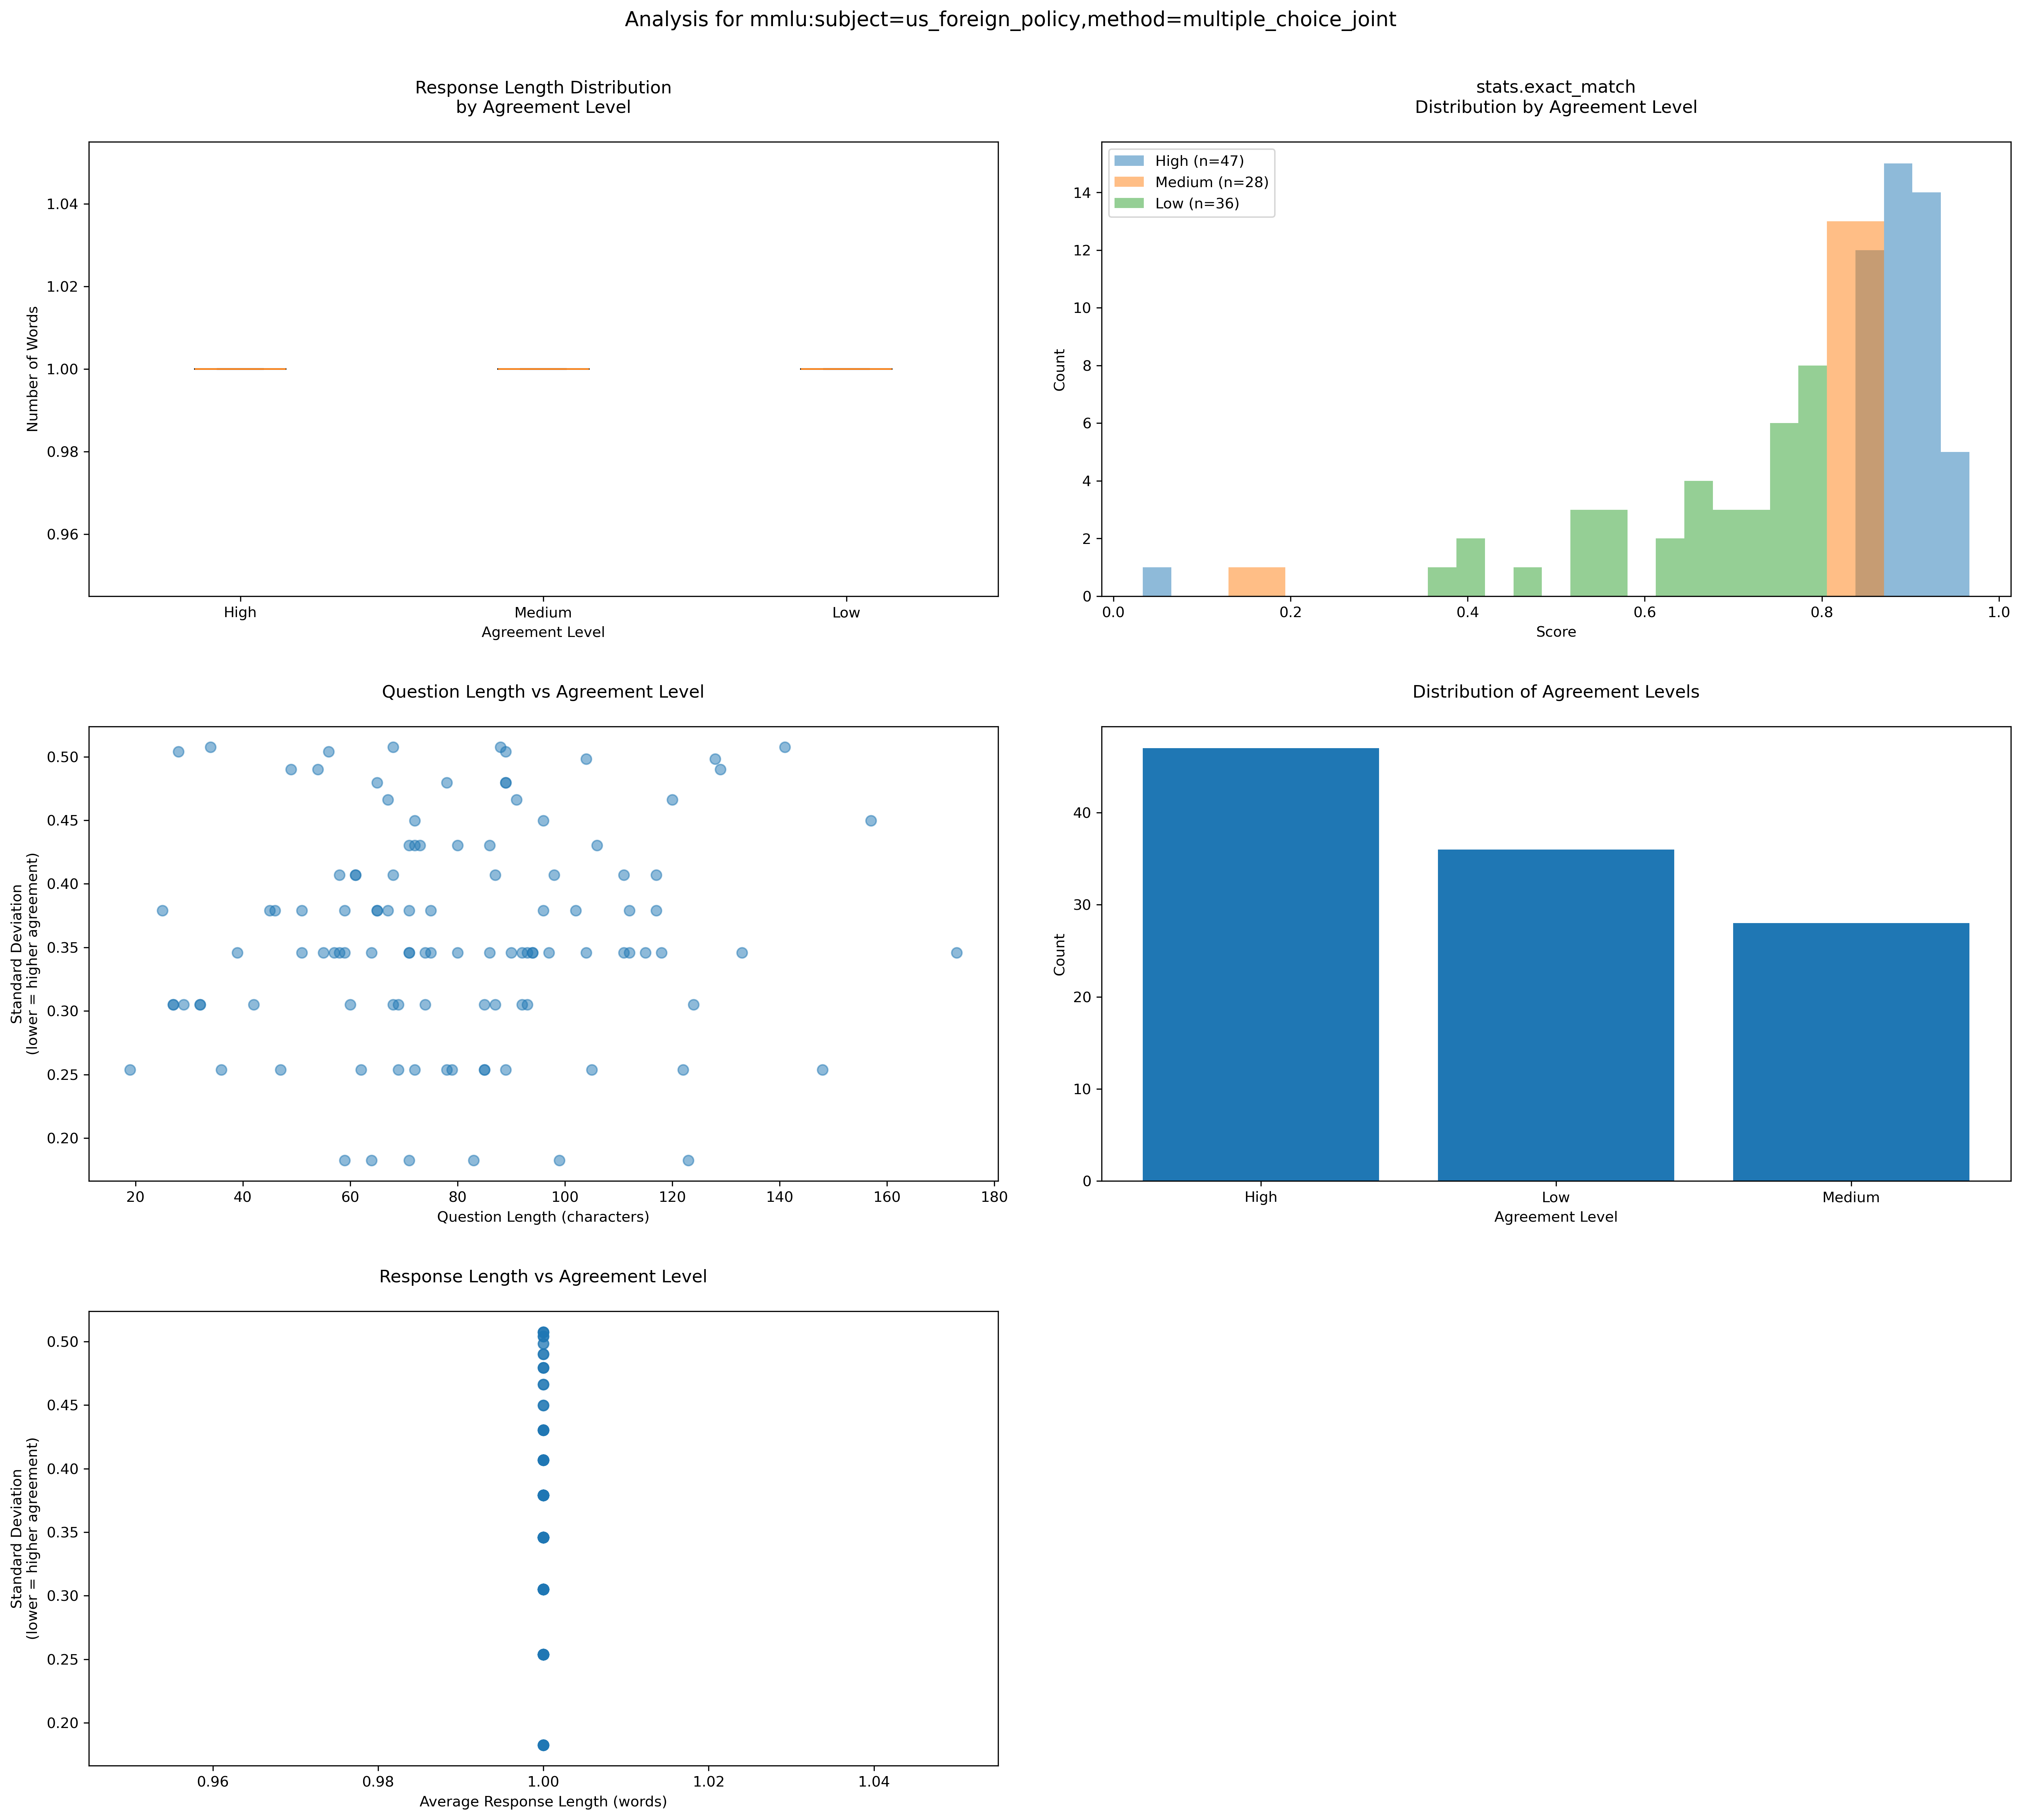 Analysis for mmlu:subject=us_foreign_policy,method=multiple_choice_joint
Response Length Distribution
by Agreement Level
1.04
1.02
1.00
0.98
0.96
Number of Words
High
Medium
Low
Agreement Level
stats.exact_match
Distribution by Agreement Level
High (n=47)
Medium (n=28)
Low (n=36)
14
12
10
8
6
4
2
0
Count
0.0
0.2
0.4
0.6
0.8
1.0
Score
Question Length vs Agreement Level
0.50
0.45
0.40
0.35
0.30
0.25
0.20
Standard Deviation
(lower = higher agreement)
20
40
60
80
100
120
140
160
180
Question Length (characters)
Distribution of Agreement Levels
40
30
20
10
0
Count
High
Low
Medium
Agreement Level
Response Length vs Agreement Level
0.50
0.45
0.40
0.35
0.30
0.25
0.20
Standard Deviation
(lower = higher agreement)
0.96
0.98
1.00
1.02
1.04
Average Response Length (words)